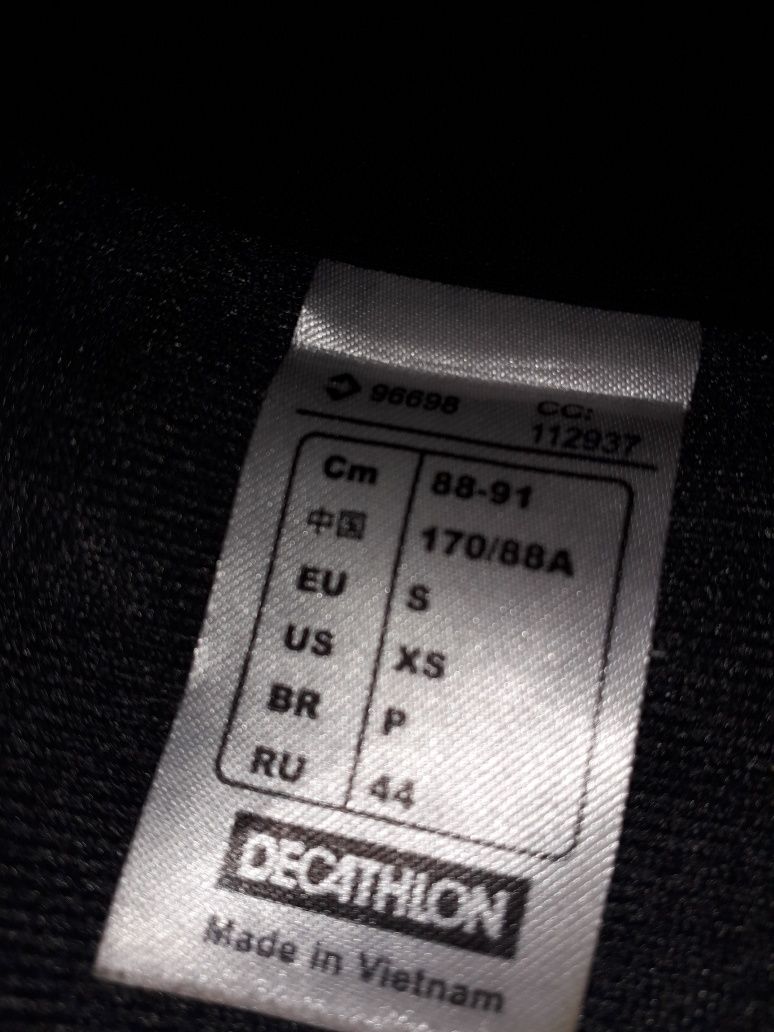 96698 CC:
112937
Cm 88-91
中国 170/88A
EU S
US XS
BR P
RU 44
DECATHLON
Made in Vietnam